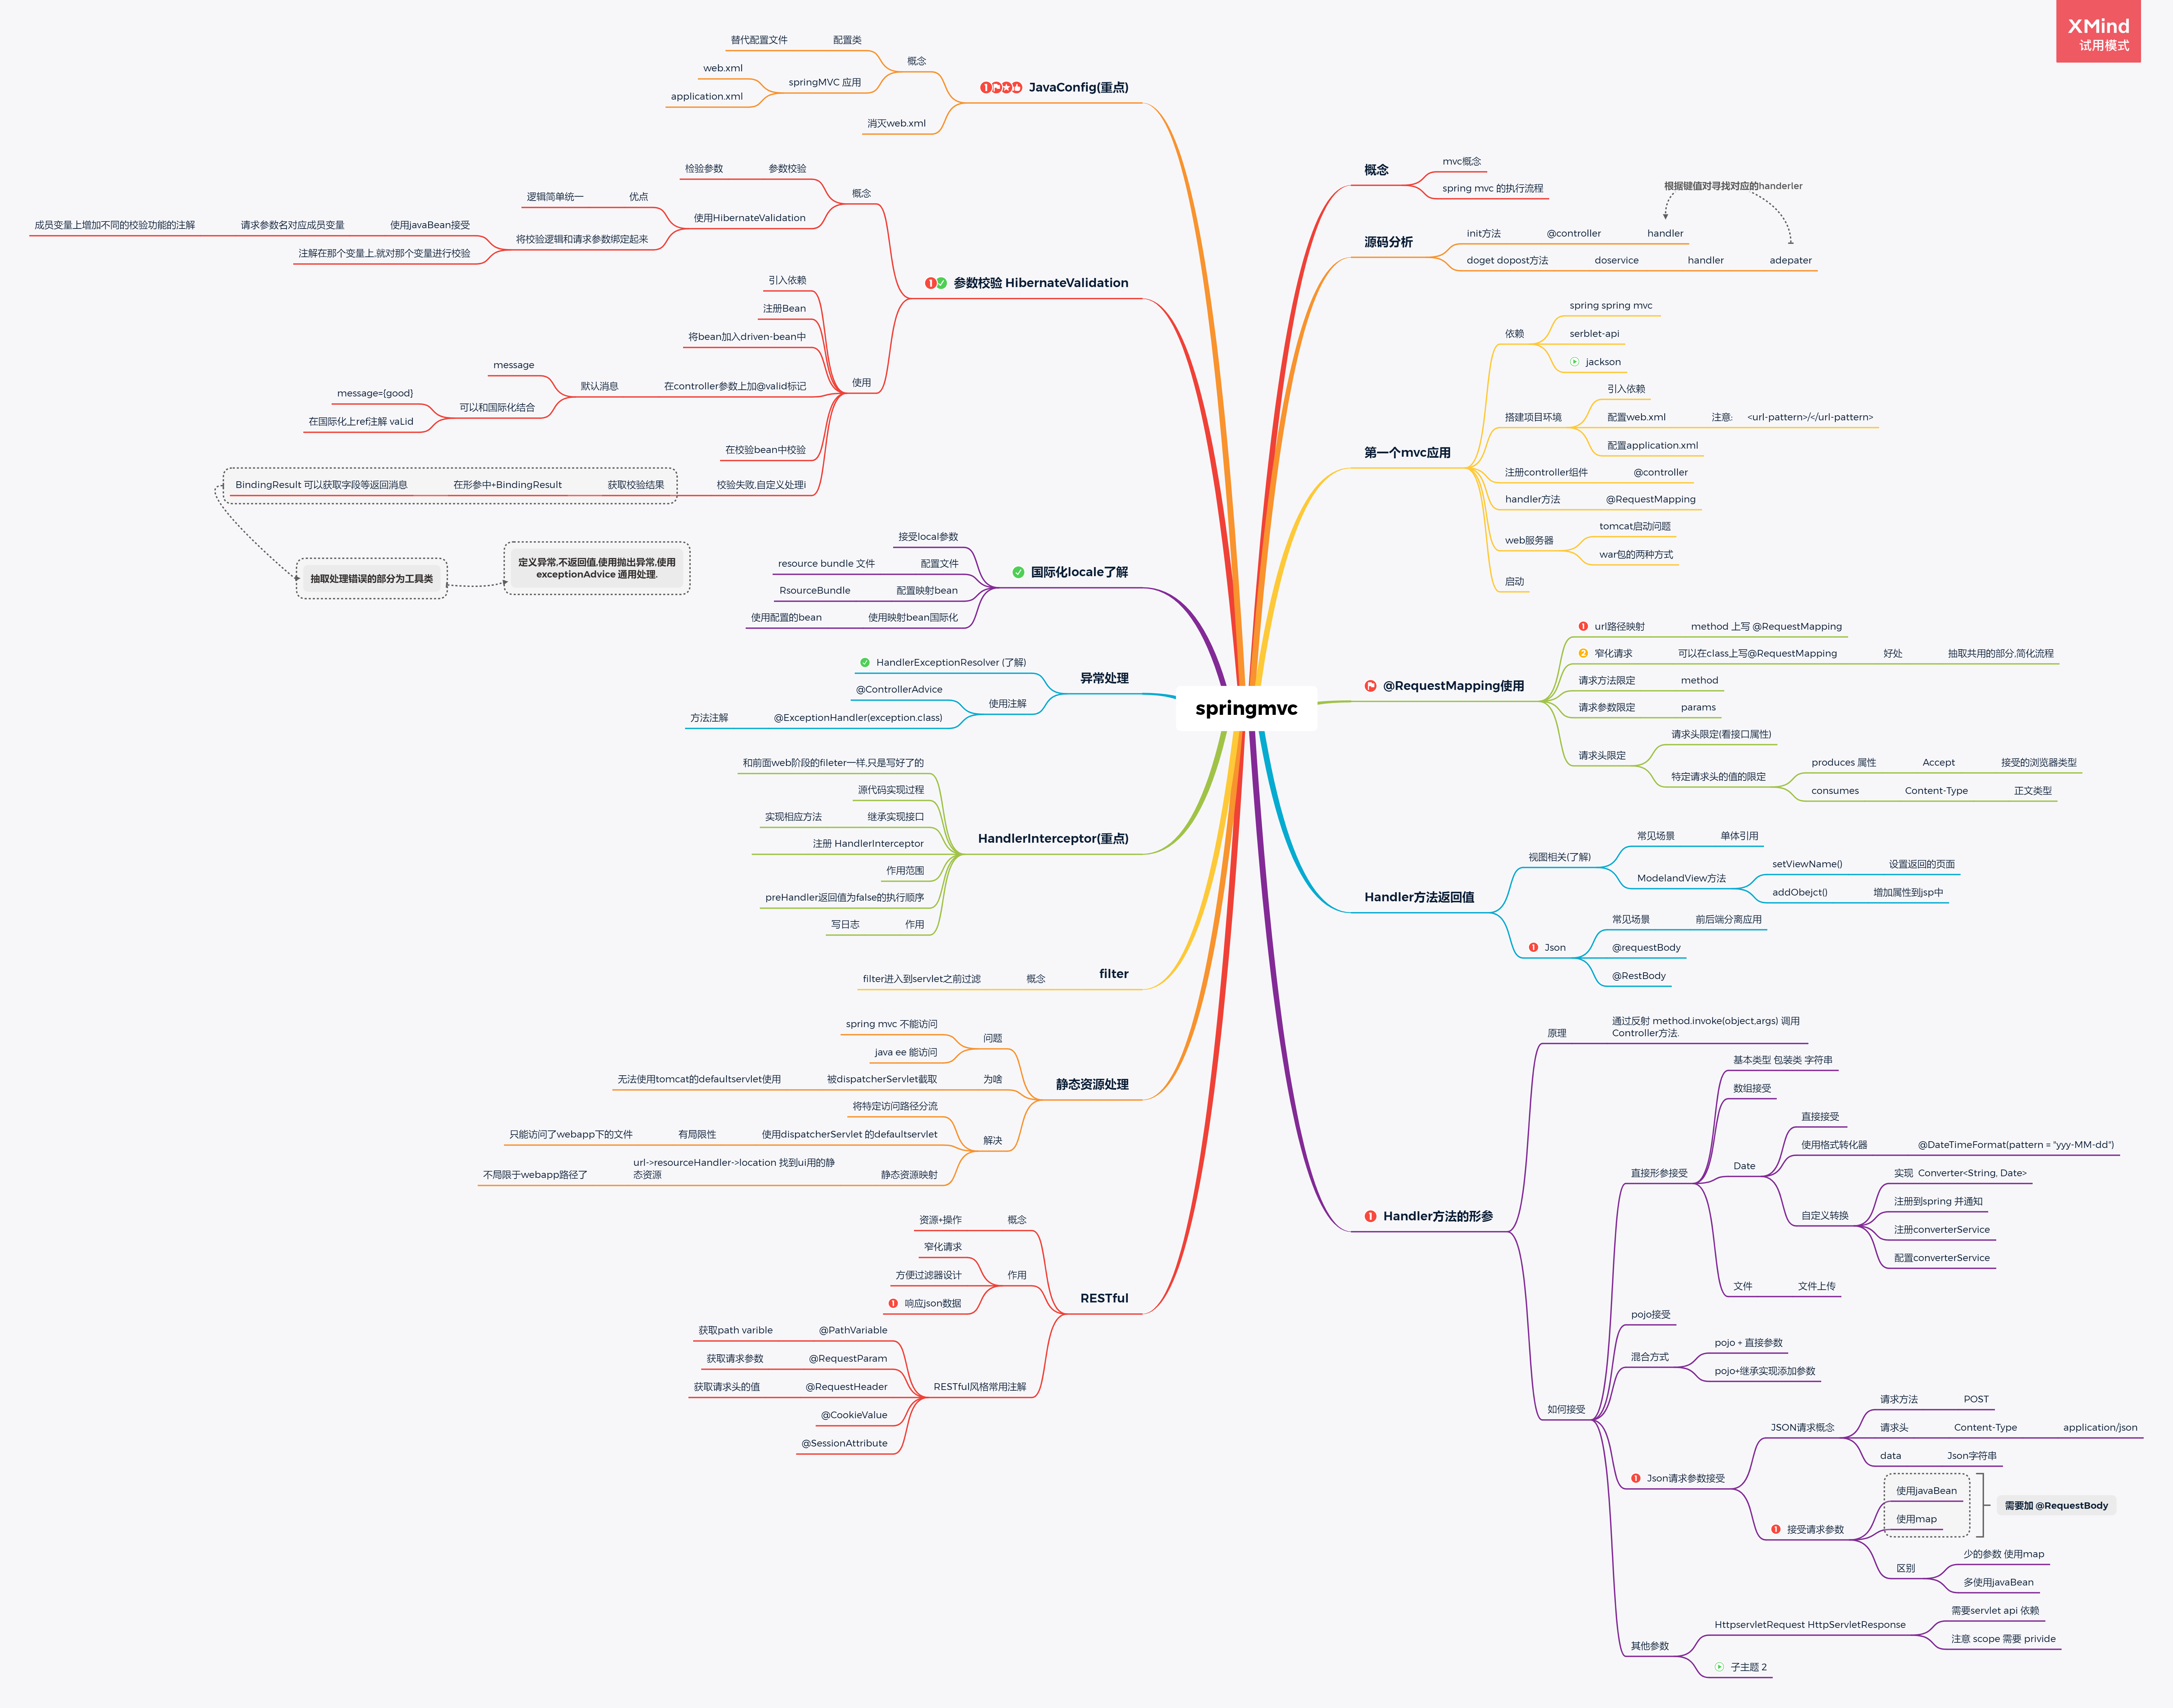 XMind
试用模式
springmvc
概念
mvc概念
spring mvc 的执行流程
根据键值对寻找对应的handerler
源码分析
init方法
@controller
handler
doget dopost方法
doservice
handler
adepater
第一个mvc应用
依赖
spring spring mvc
serblet-api
jackson
搭建项目环境
引入依赖
配置web.xml
注意:
<url-pattern>/</url-pattern>
配置application.xml
注册controller组件
@controller
handler方法
@RequestMapping
web服务器
tomcat启动问题
war包的两种方式
启动
@RequestMapping使用
url路径映射
method 上写 @RequestMapping
窄化请求
可以在class上写@RequestMapping
好处
抽取共用的部分,简化流程
请求方法限定
method
请求参数限定
params
请求头限定
请求头限定(看接口属性)
特定请求头的值的限定
produces 属性
Accept
接受的浏览器类型
consumes
Content-Type
正文类型
Handler方法返回值
视图相关(了解)
常见场景
单体引用
ModelandView方法
setViewName()
设置返回的页面
addObejct()
增加属性到jsp中
Json
常见场景
前后端分离应用
@requestBody
@RestBody
Handler方法的形参
原理
通过反射 method.invoke(object,args) 调用
Controller方法.
如何接受
直接形参接受
基本类型 包装类 字符串
数组接受
Date
直接接受
使用格式转化器
@DateTimeFormat(pattern = "yyy-MM-dd")
自定义转换
实现 Converter<String, Date>
注册到spring 并通知
注册converterService
配置converterService
文件
文件上传
pojo接受
混合方式
pojo + 直接参数
pojo+继承实现添加参数
Json请求参数接受
JSON请求概念
请求方法
POST
请求头
Content-Type
application/json
data
Json字符串
接受请求参数
使用javaBean
使用map
需要加 @RequestBody
区别
少的参数 使用map
多使用javaBean
其他参数
HttpservletRequest HttpServletResponse
需要servlet api 依赖
注意 scope 需要 privide
子主题 2
JavaConfig(重点)
概念
配置类
替代配置文件
springMVC 应用
web.xml
application.xml
消灭web.xml
参数校验 HibernateValidation
概念
参数校验
检验参数
使用HibernateValidation
优点
逻辑简单统一
将校验逻辑和请求参数绑定起来
使用javaBean接受
请求参数名对应成员变量
成员变量上增加不同的校验功能的注解
注解在那个变量上,就对那个变量进行校验
使用
引入依赖
注册Bean
将bean加入driven-bean中
在controller参数上加@valid标记
默认消息
message
可以和国际化结合
message={good}
在国际化上ref注解 vaLid
在校验bean中校验
校验失败,自定义处理i
获取校验结果
在形参中+BindingResult
BindingResult 可以获取字段等返回消息
抽取处理错误的部分为工具类
定义异常,不返回值,使用抛出异常,使用
exceptionAdvice 通用处理.
国际化locale了解
接受local参数
配置文件
resource bundle 文件
配置映射bean
RsourceBundle
使用映射bean国际化
使用配置的bean
异常处理
HandlerExceptionResolver (了解)
使用注解
@ControllerAdvice
@ExceptionHandler(exception.class)
方法注解
HandlerInterceptor(重点)
和前面web阶段的fileter一样,只是写好了的
源代码实现过程
继承实现接口
实现相应方法
注册 HandlerInterceptor
作用范围
preHandler返回值为false的执行顺序
作用
写日志
filter
概念
filter进入到servlet之前过滤
静态资源处理
问题
spring mvc 不能访问
java ee 能访问
为啥
被dispatcherServlet截取
无法使用tomcat的defaultservlet使用
解决
将特定访问路径分流
使用dispatcherServlet 的defaultservlet
有局限性
只能访问了webapp下的文件
静态资源映射
url->resourceHandler->location 找到ui用的静
态资源
不局限于webapp路径了
RESTful
概念
资源+操作
作用
窄化请求
方便过滤器设计
响应json数据
RESTful风格常用注解
@PathVariable
获取path varible
@RequestParam
获取请求参数
@RequestHeader
获取请求头的值
@CookieValue
@SessionAttribute